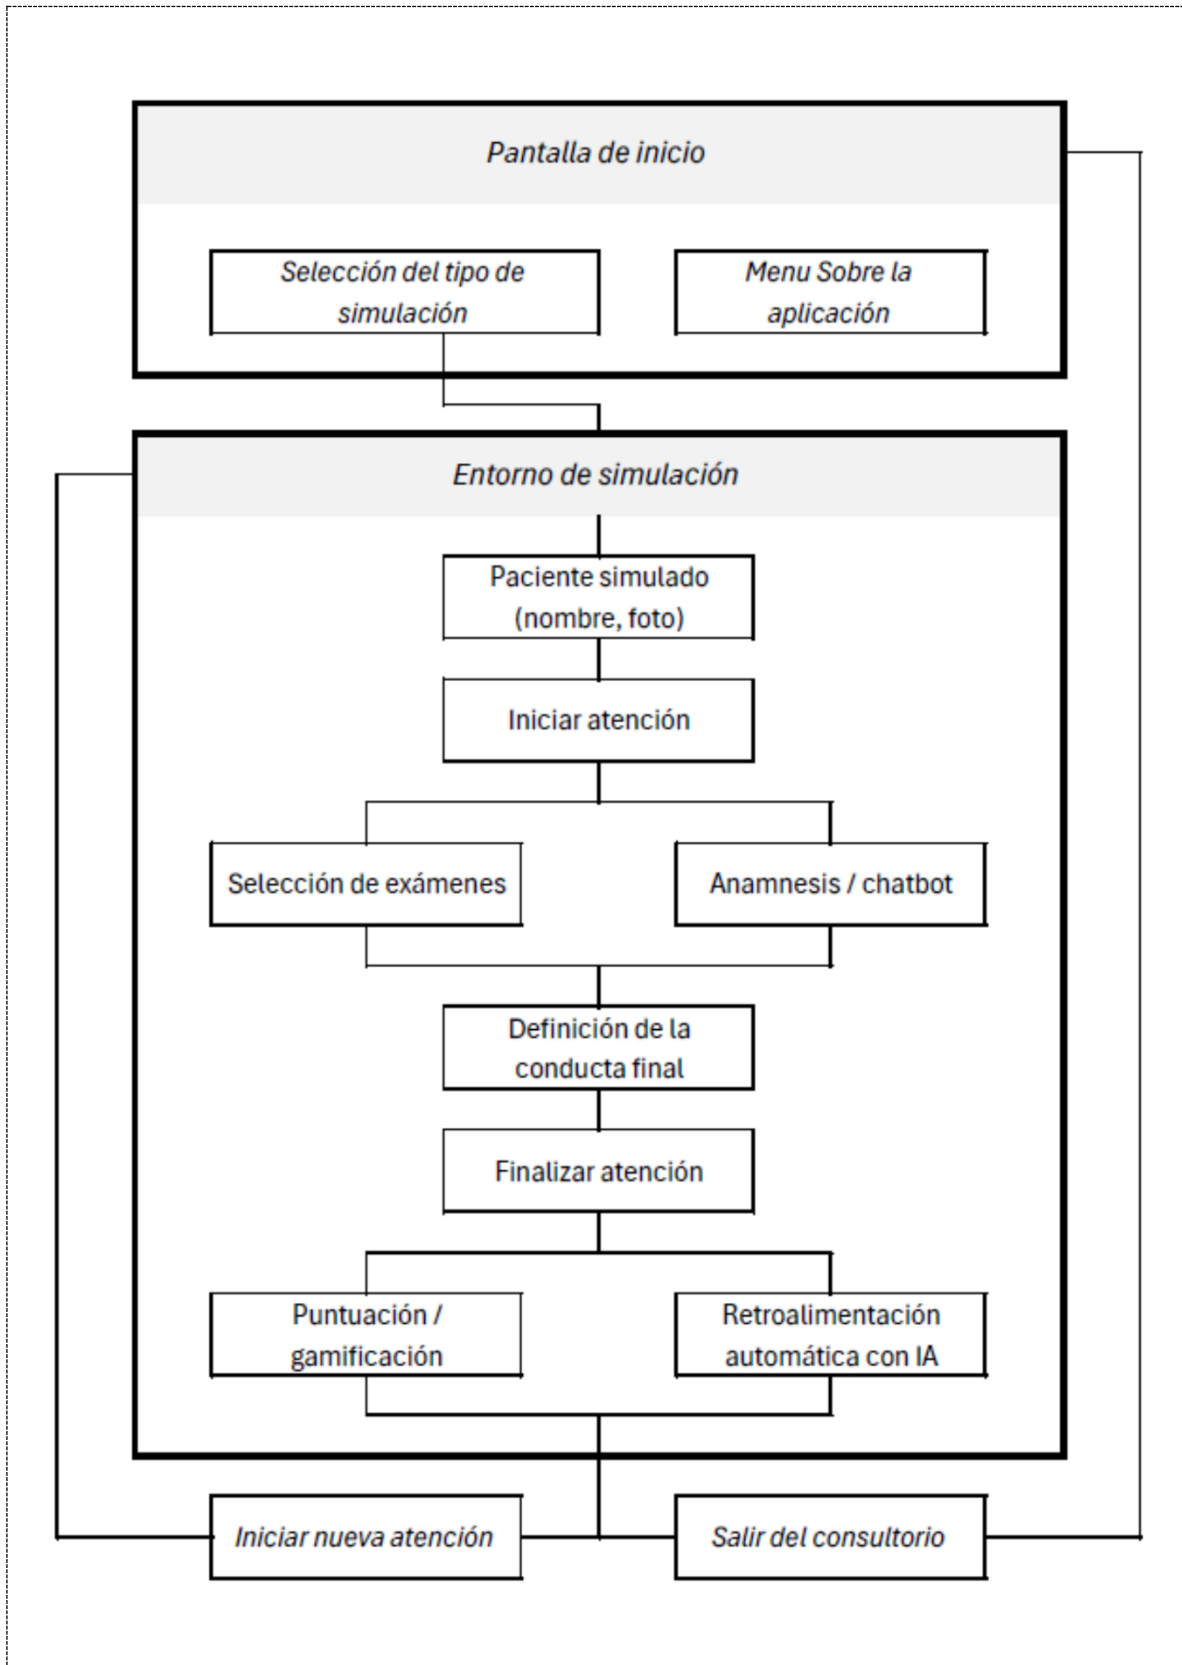 Pantalla de inicio
Selección del tipo de
simulación
Menu Sobre la
aplicación
Entorno de simulación
Paciente simulado
(nombre, foto)
Iniciar atención
Selección de exámenes
Anamnesis / chatbot
Definición de la
conducta final
Finalizar atención
Puntuación /
gamificación
Retroalimentación
automática con IA
Iniciar nueva atención
Salir del consultorio